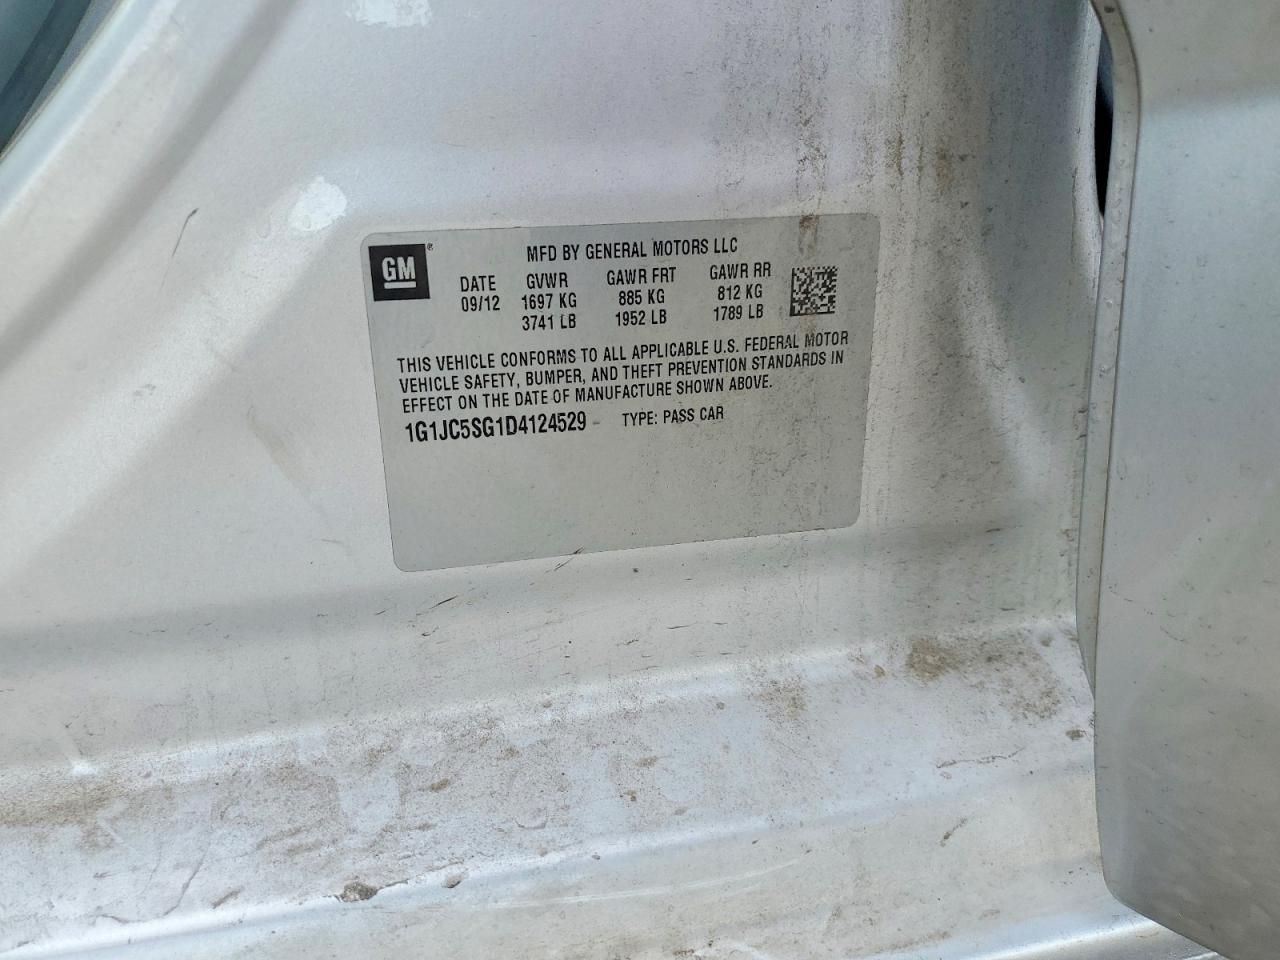 GM®
MFD BY GENERAL MOTORS LLC
DATE GVWR GAWR FRT GAWR RR
09/12 1697 KG 885 KG 812 KG
3741 LB 1952 LB 1789 LB
THIS VEHICLE CONFORMS TO ALL APPLICABLE U.S. FEDERAL MOTOR
VEHICLE SAFETY, BUMPER, AND THEFT PREVENTION STANDARDS IN
EFFECT ON THE DATE OF MANUFACTURE SHOWN ABOVE.
1G1JC5SG1D4124529 TYPE: PASS CAR